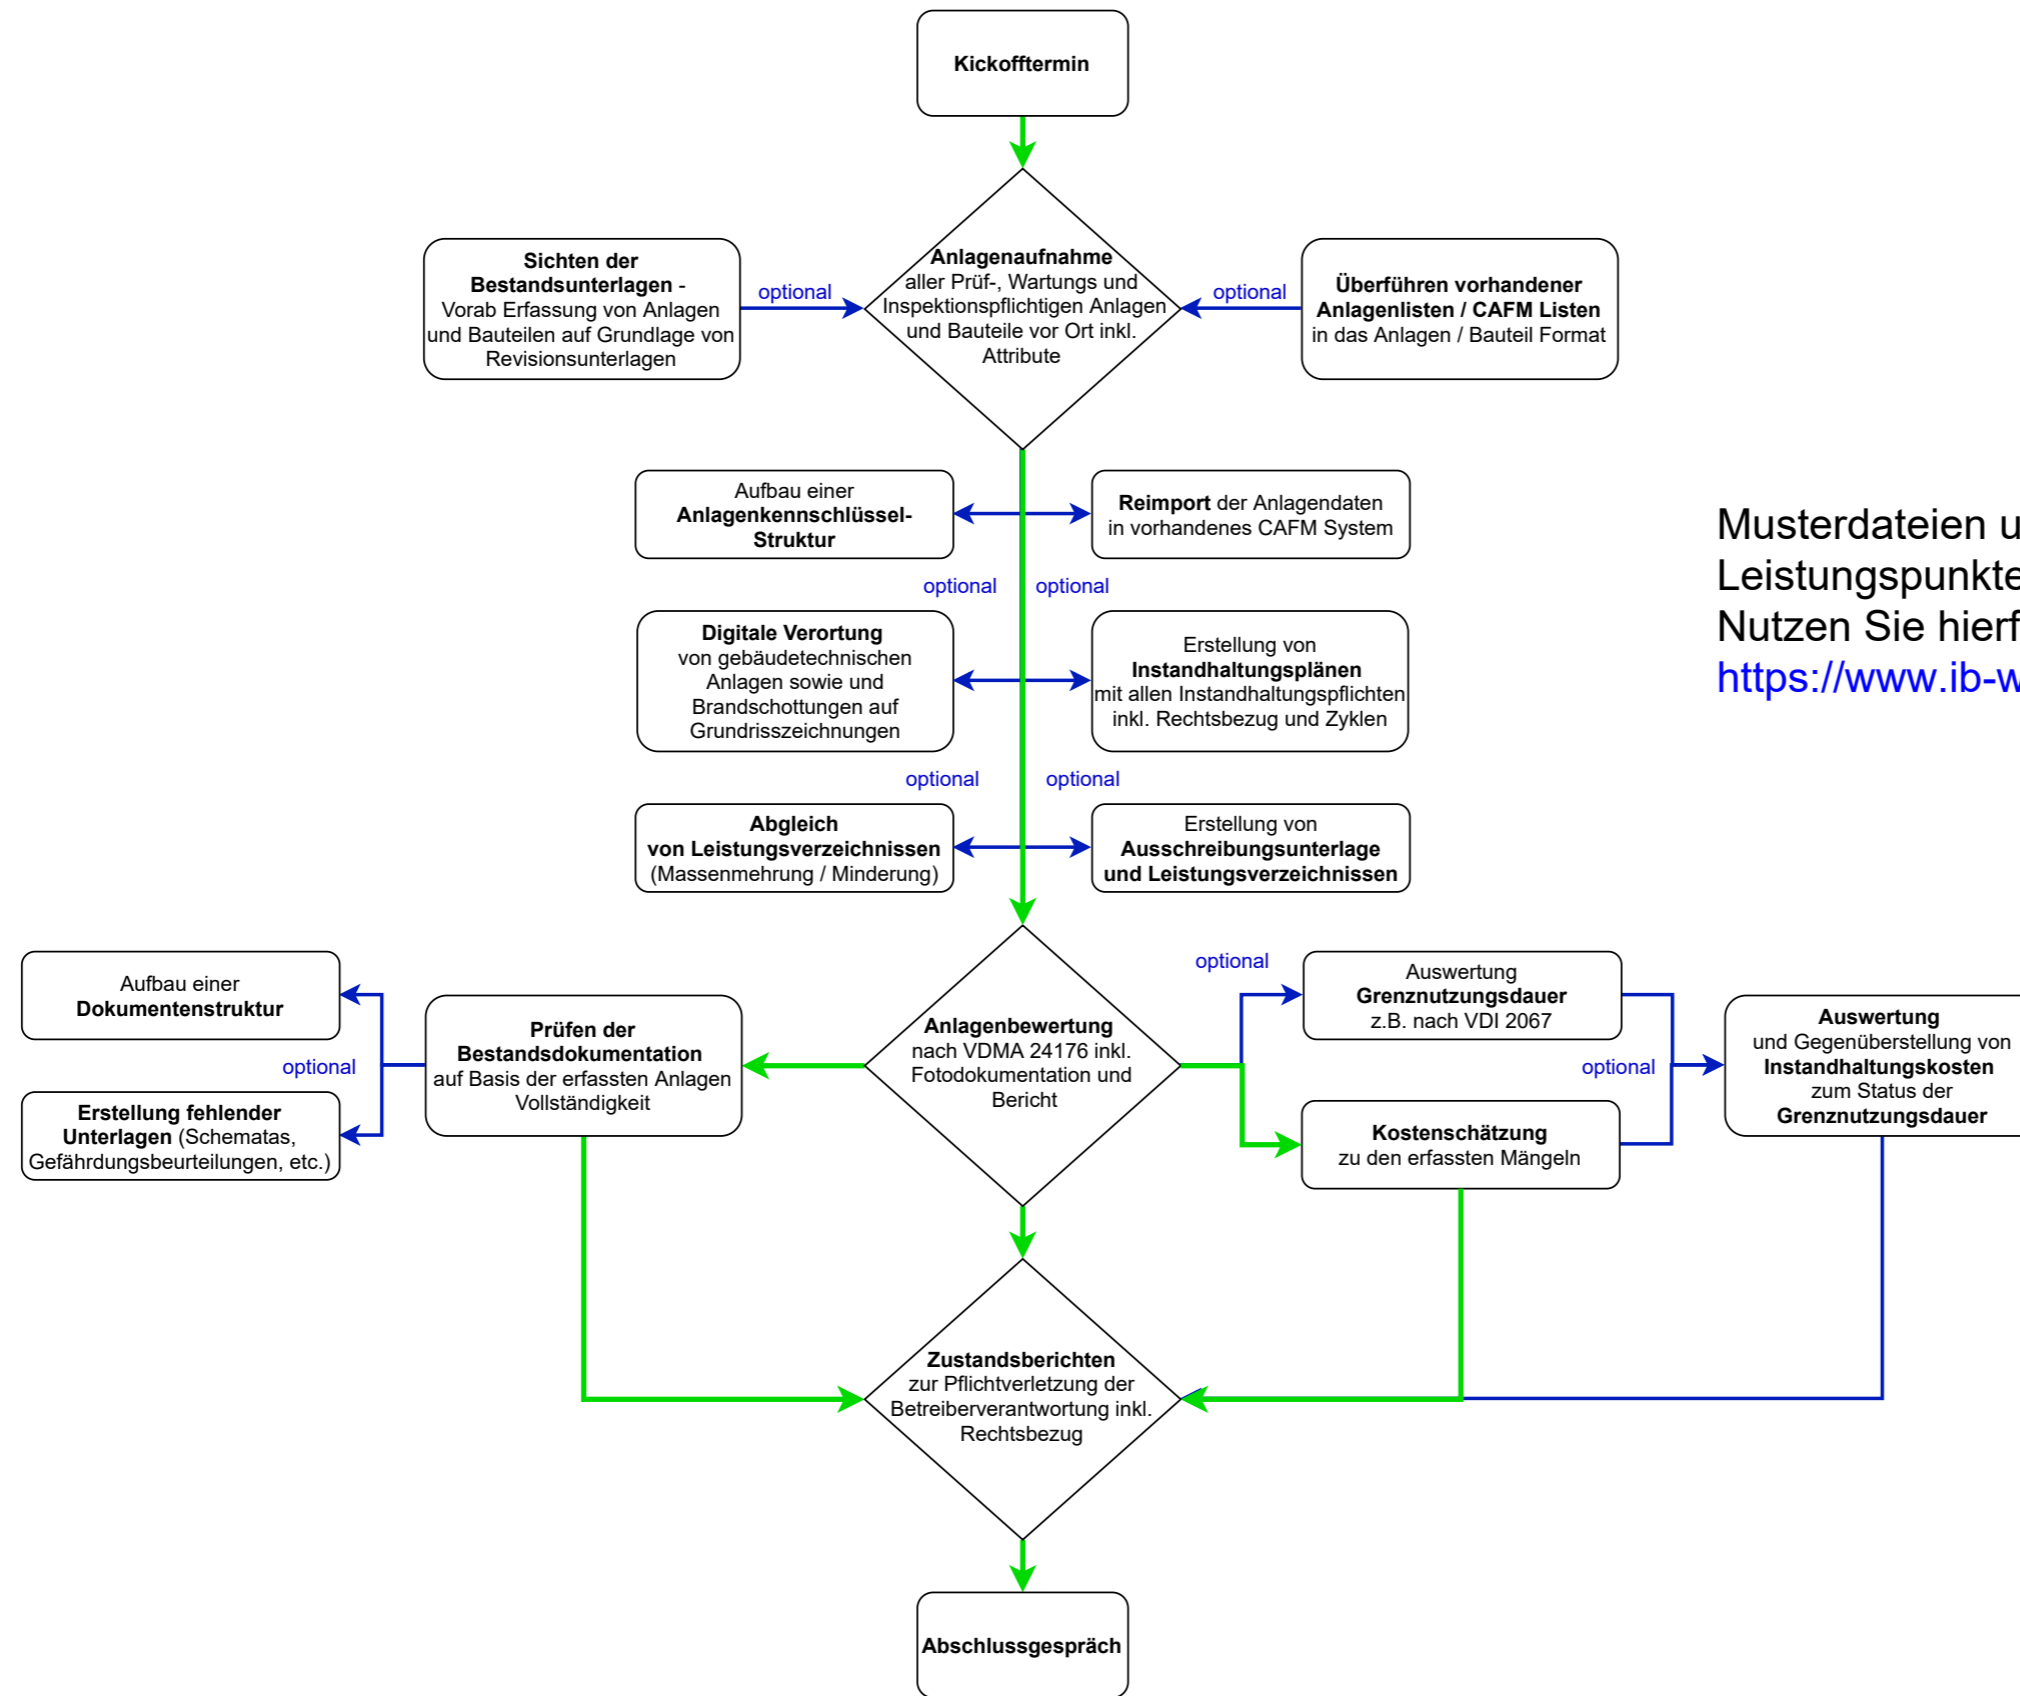 Kickofftermin
Sichten der
Bestandsunterlagen -
Vorab Erfassung von Anlagen
und Bauteilen auf Grundlage von
Revisionsunterlagen
optional
Anlagenaufnahme
aller Prüf-, Wartungs und
Inspektionspflichtigen Anlagen
und Bauteile vor Ort inkl.
Attribute
optional
Überführen vorhandener
Anlagenlisten / CAFM Listen
in das Anlagen / Bauteil Format
Aufbau einer
Anlagenkennschlüssel-
Struktur
Reimport der Anlagendaten
in vorhandenes CAFM System
Musterdateien u
Leistungspunkte
Nutzen Sie hierf
https://www.ib-w
optional
optional
Digitale Verortung
von gebäudetechnischen
Anlagen sowie und
Brandschottungen auf
Grundrisszeichnungen
Erstellung von
Instandhaltungsplänen
mit allen Instandhaltungspflichten
inkl. Rechtsbezug und Zyklen
optional
optional
Abgleich
von Leistungsverzeichnissen
(Massenmehrung / Minderung)
Erstellung von
Ausschreibungsunterlage
und Leistungsverzeichnissen
Aufbau einer
Dokumentenstruktur
optional
Erstellung fehlender
Unterlagen (Schematas,
Gefährdungsbeurteilungen, etc.)
Prüfen der
Bestandsdokumentation
auf Basis der erfassten Anlagen
Vollständigkeit
Anlagenbewertung
nach VDMA 24176 inkl.
Fotodokumentation und
Bericht
optional
Auswertung
Grenznutzungsdauer
z.B. nach VDI 2067
optional
Kostenschätzung
zu den erfassten Mängeln
Auswertung
und Gegenüberstellung von
Instandhaltungskosten
zum Status der
Grenznutzungsdauer
Zustandsberichten
zur Pflichtverletzung der
Betreiberverantwortung inkl.
Rechtsbezug
Abschlussgespräch